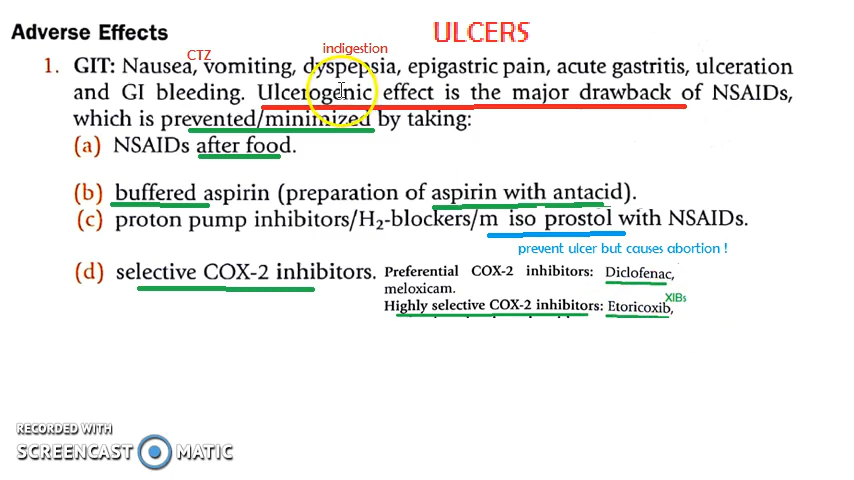 Adverse Effects
ULCERS
CTZ
indigestion
1. GIT: Nausea, vomiting, dyspepsia, epigastric pain, acute gastritis, ulceration
and GI bleeding. Ulcerogenic effect is the major drawback of NSAIDs,
which is prevented/minimized by taking:
(a) NSAIDs after food.
(b) buffered aspirin (preparation of aspirin with antacid).
(c) proton pump inhibitors/H₂-blockers/m iso prostol with NSAIDs.
prevent ulcer but causes abortion !
(d) selective COX-2 inhibitors.
Preferential COX-2 inhibitors: Diclofenac,
meloxicam.
XIBs
Highly selective COX-2 inhibitors: Etoricoxib,
RECORDED WITH
SCREENCAST MATIC